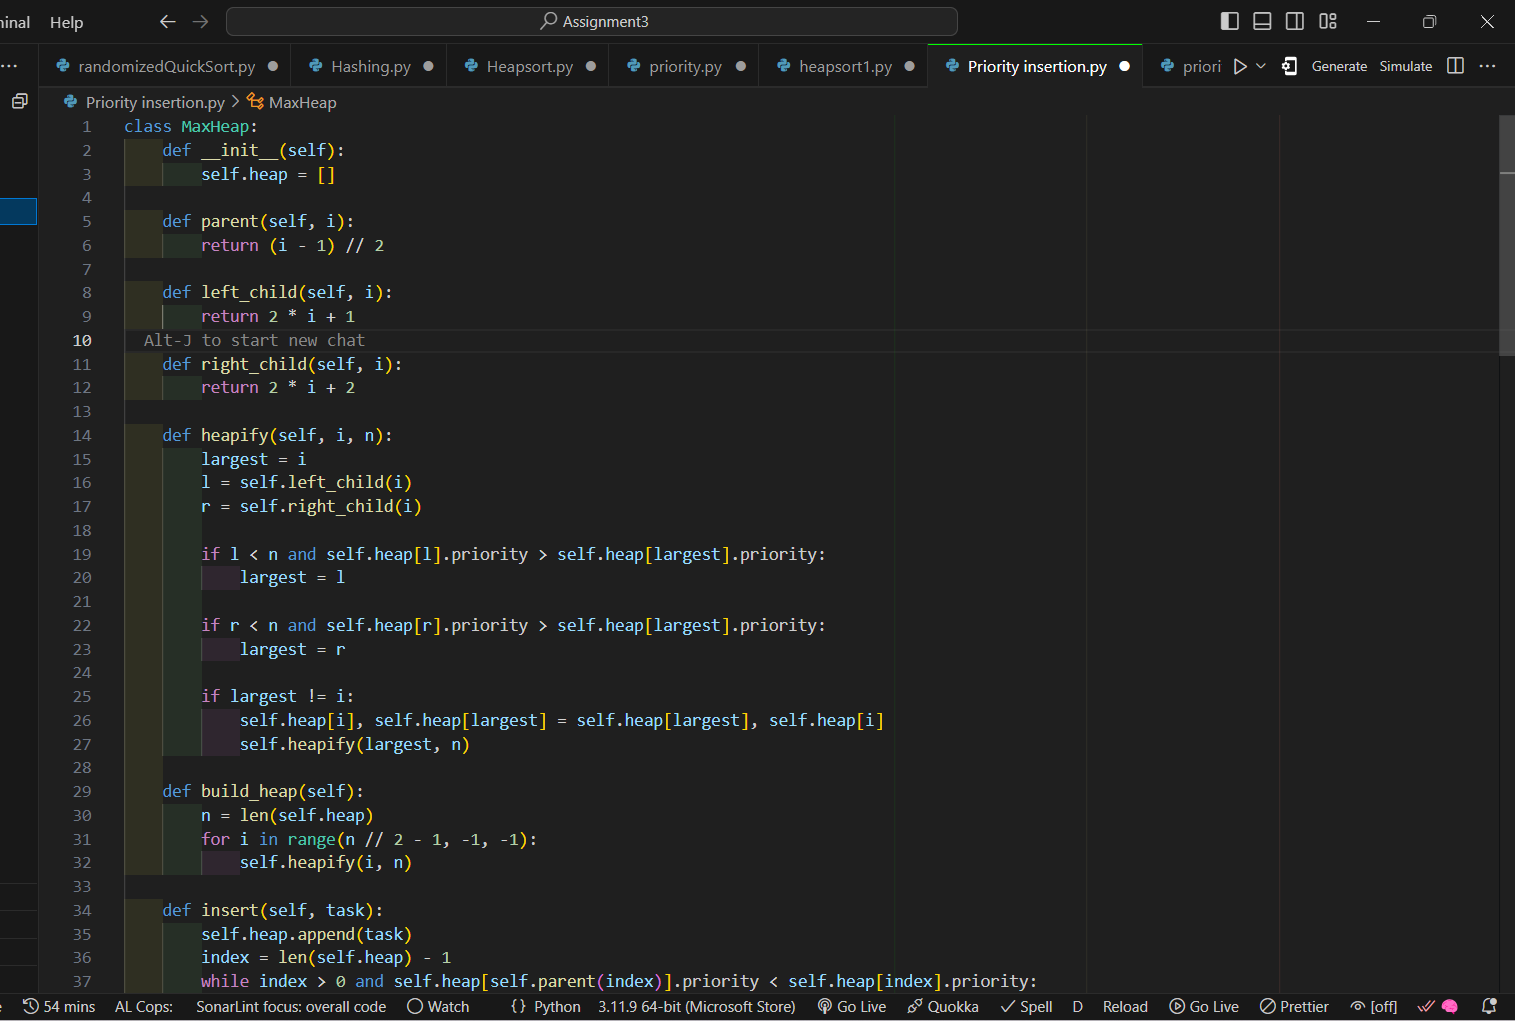 Help
Assignment3
randomizedQuickSort.py
Hashing.py
Heapsort.py
priority.py
heapsort1.py
Priority insertion.py
priori
Generate
Simulate
Priority insertion.py > MaxHeap
1 class MaxHeap:
2 def __init__(self):
3 self.heap = []
4
5 def parent(self, i):
6 return (i - 1) // 2
7
8 def left_child(self, i):
9 return 2 * i + 1
10 Alt-J to start new chat
11 def right_child(self, i):
12 return 2 * i + 2
13
14 def heapify(self, i, n):
15 largest = i
16 l = self.left_child(i)
17 r = self.right_child(i)
18
19 if l < n and self.heap[l].priority > self.heap[largest].priority:
20 largest = l
21
22 if r < n and self.heap[r].priority > self.heap[largest].priority:
23 largest = r
24
25 if largest != i:
26 self.heap[i], self.heap[largest] = self.heap[largest], self.heap[i]
27 self.heapify(largest, n)
28
29 def build_heap(self):
30 n = len(self.heap)
31 for i in range(n // 2 - 1, -1, -1):
32 self.heapify(i, n)
33
34 def insert(self, task):
35 self.heap.append(task)
36 index = len(self.heap) - 1
37 while index > 0 and self.heap[self.parent(index)].priority < self.heap[index].priority:
54 mins
AL Cops:
SonarLint focus: overall code
Watch
{} Python
3.11.9 64-bit (Microsoft Store)
Go Live
Quokka
Spell
D
Reload
Go Live
Prettier
[off]